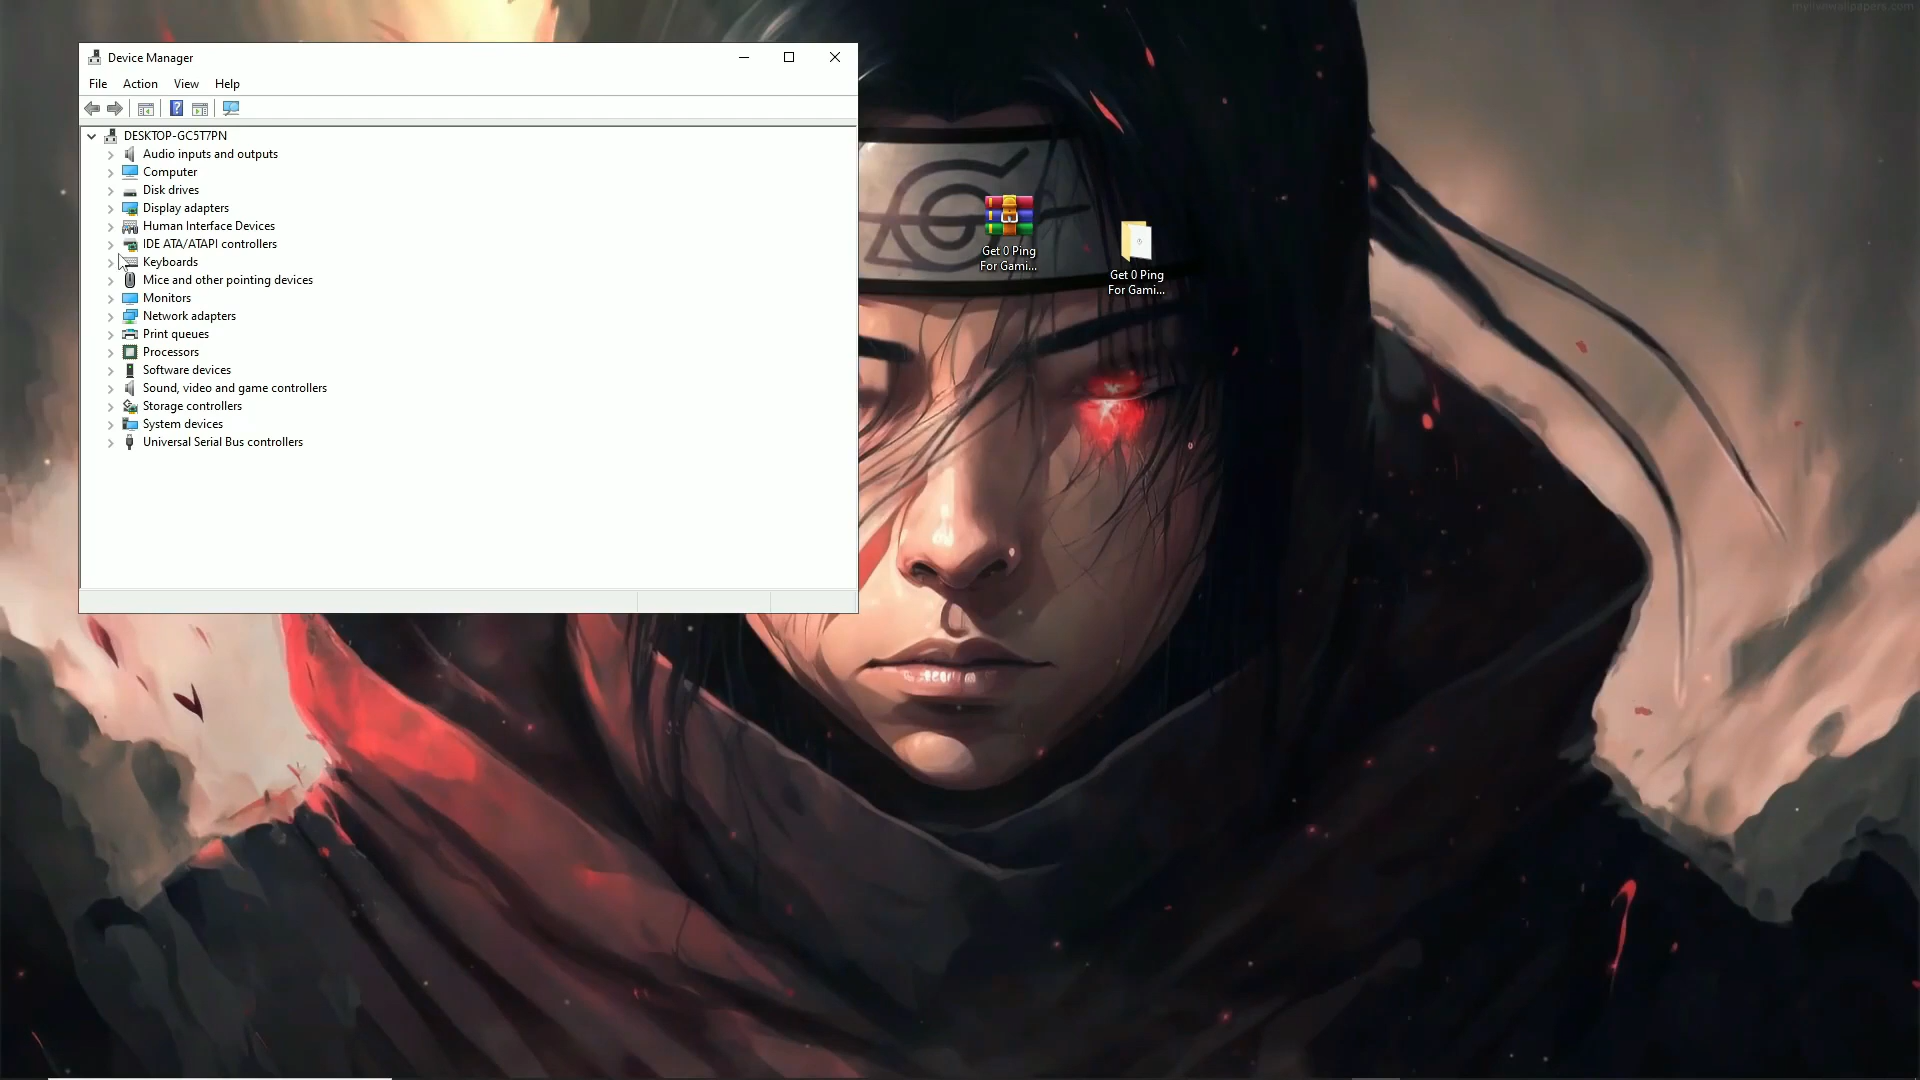 mylivewallpapers.com
Device Manager
File Action View Help
DESKTOP-GC5T7PN
Audio inputs and outputs
Computer
Disk drives
Display adapters
Human Interface Devices
IDE ATA/ATAPI controllers
Keyboards
Mice and other pointing devices
Monitors
Network adapters
Print queues
Processors
Software devices
Sound, video and game controllers
Storage controllers
System devices
Universal Serial Bus controllers
Get 0 Ping
For Gami...
Get 0 Ping
For Gami...